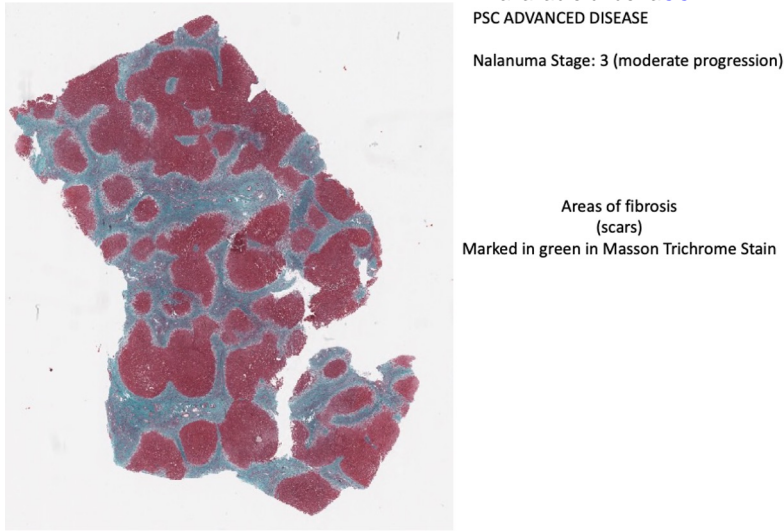 PSC ADVANCED DISEASE
Nalanuma Stage: 3 (moderate progression)
Areas of fibrosis
(scars)
Marked in green in Masson Trichrome Stain